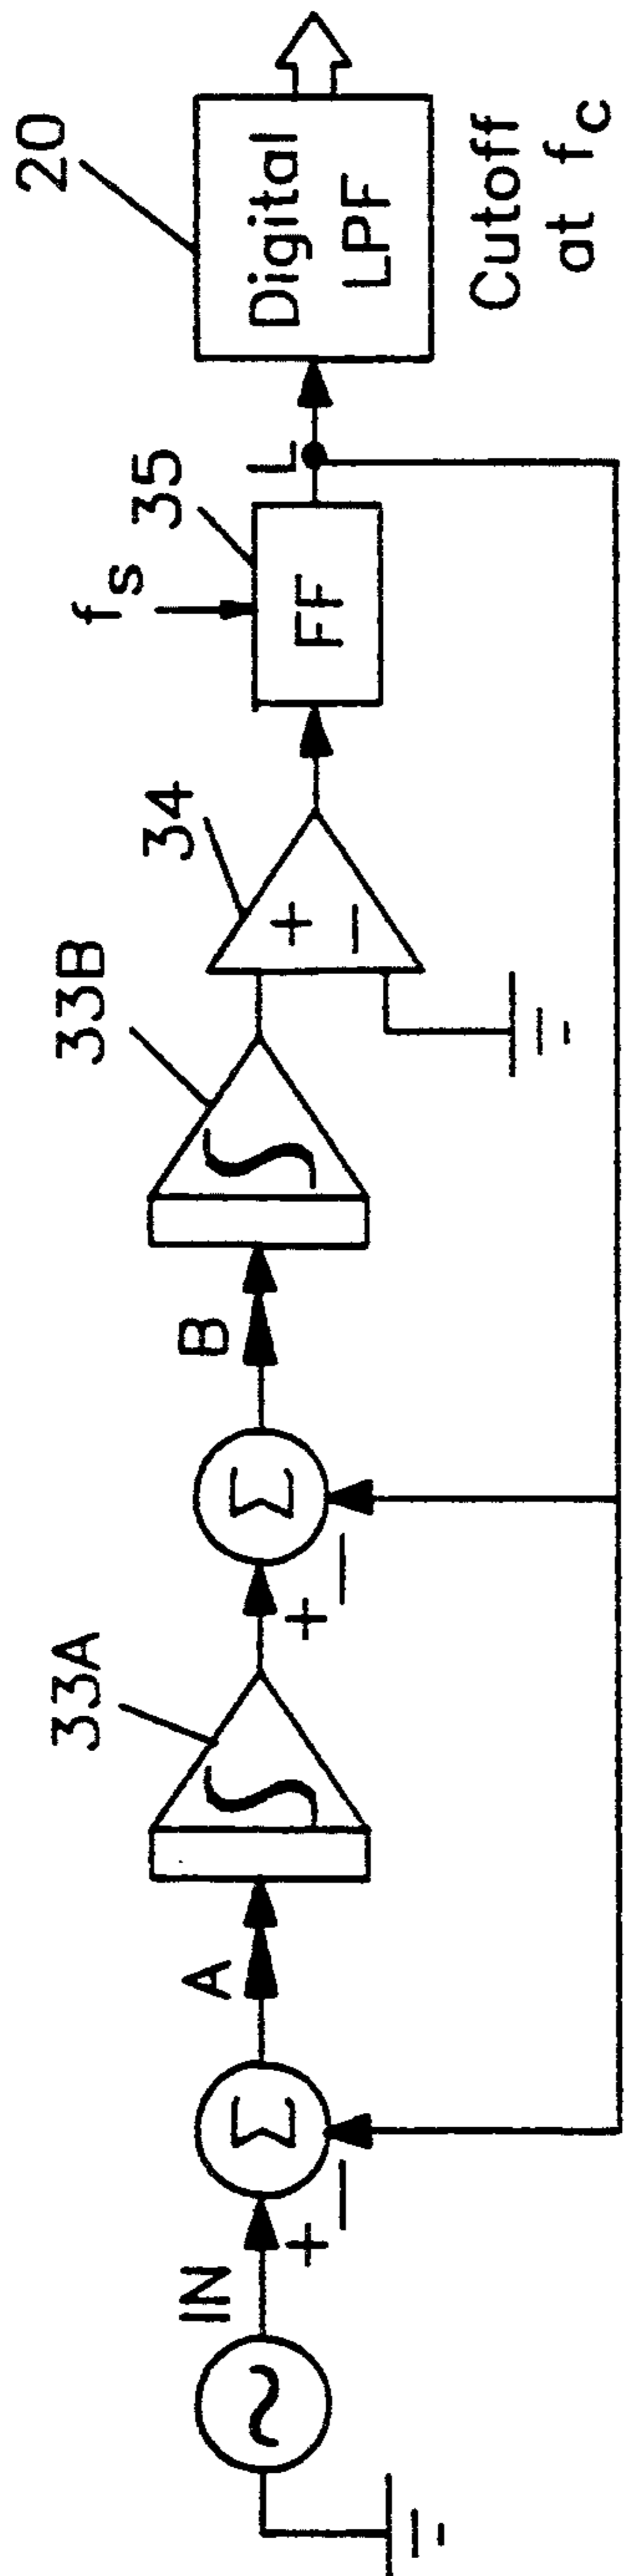 IN
+
−
Σ
A
33A
∫
+
−
Σ
B
33B
∫
34
+
−
f_s
35
FF
L
20
Digital
LPF
Cutoff
at f_c